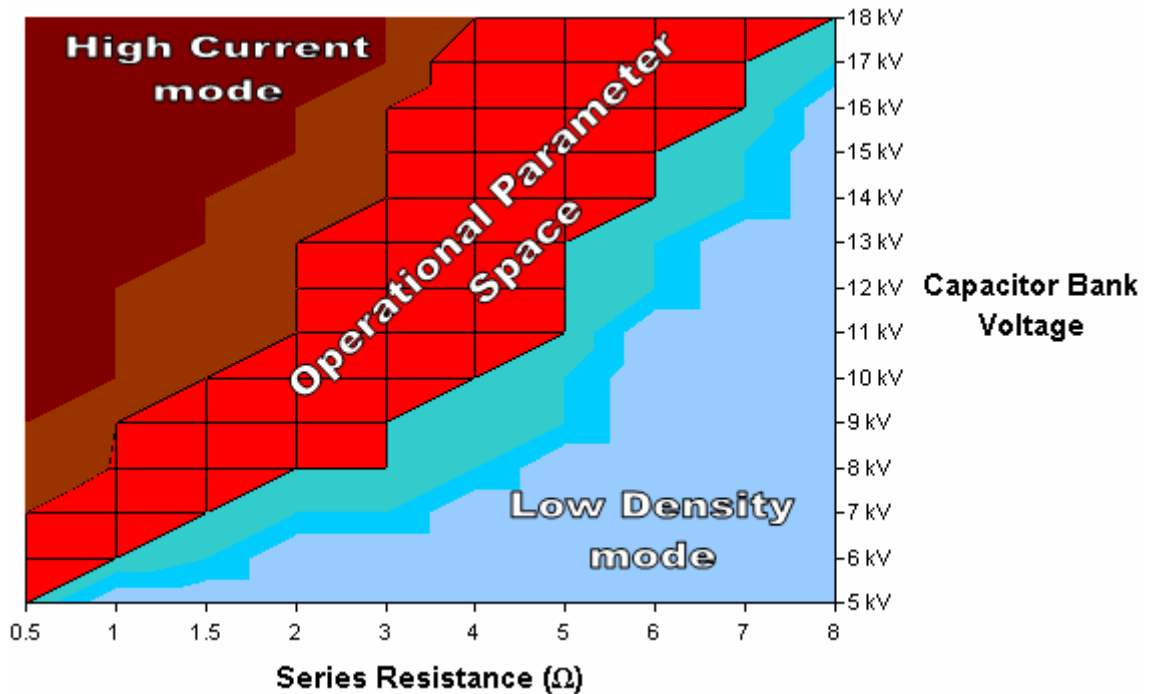 High Current
mode
Operational Parameter
Space
Low Density
mode
18 kV
17 kV
16 kV
15 kV
14 kV
13 kV
12 kV
11 kV
10 kV
9 kV
8 kV
7 kV
6 kV
5 kV
Capacitor Bank
Voltage
0.5 1 1.5 2 3 4 5 6 7 8
Series Resistance (Ω)